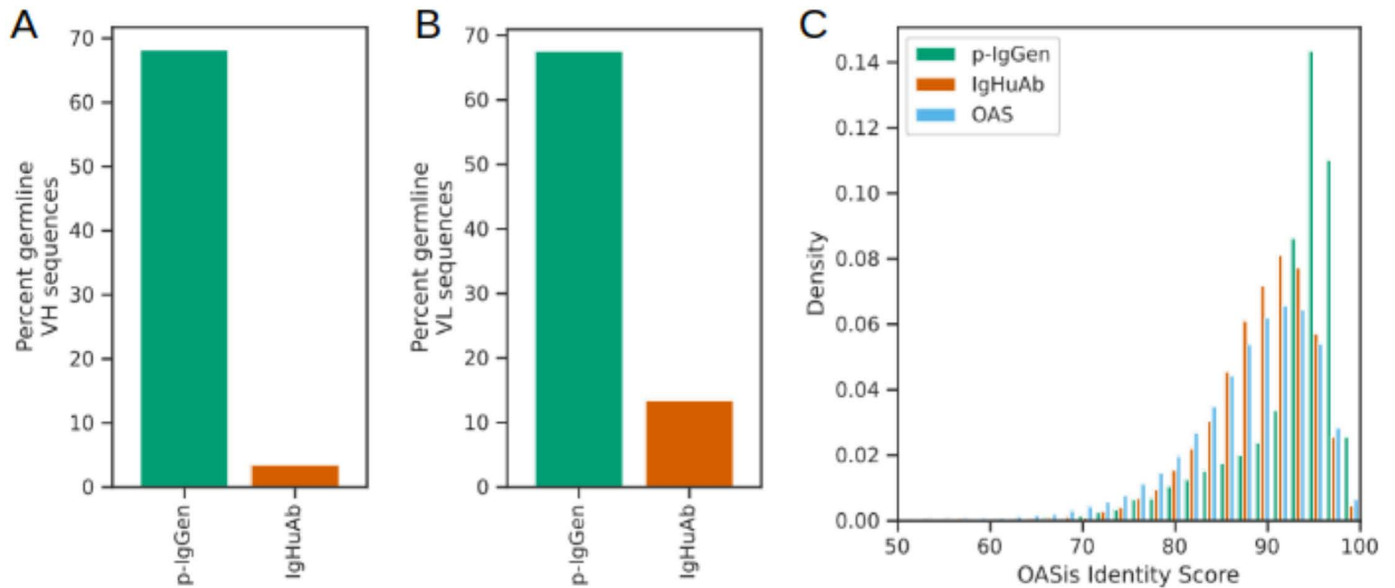 A
Percent germline
VH sequences
70
60
50
40
30
20
10
0
p-IgGen
IgHuAb
B
Percent germline
VL sequences
70
60
50
40
30
20
10
0
p-IgGen
IgHuAb
C
p-IgGen
IgHuAb
OAS
Density
0.14
0.12
0.10
0.08
0.06
0.04
0.02
0.00
50 60 70 80 90 100
OASis Identity Score